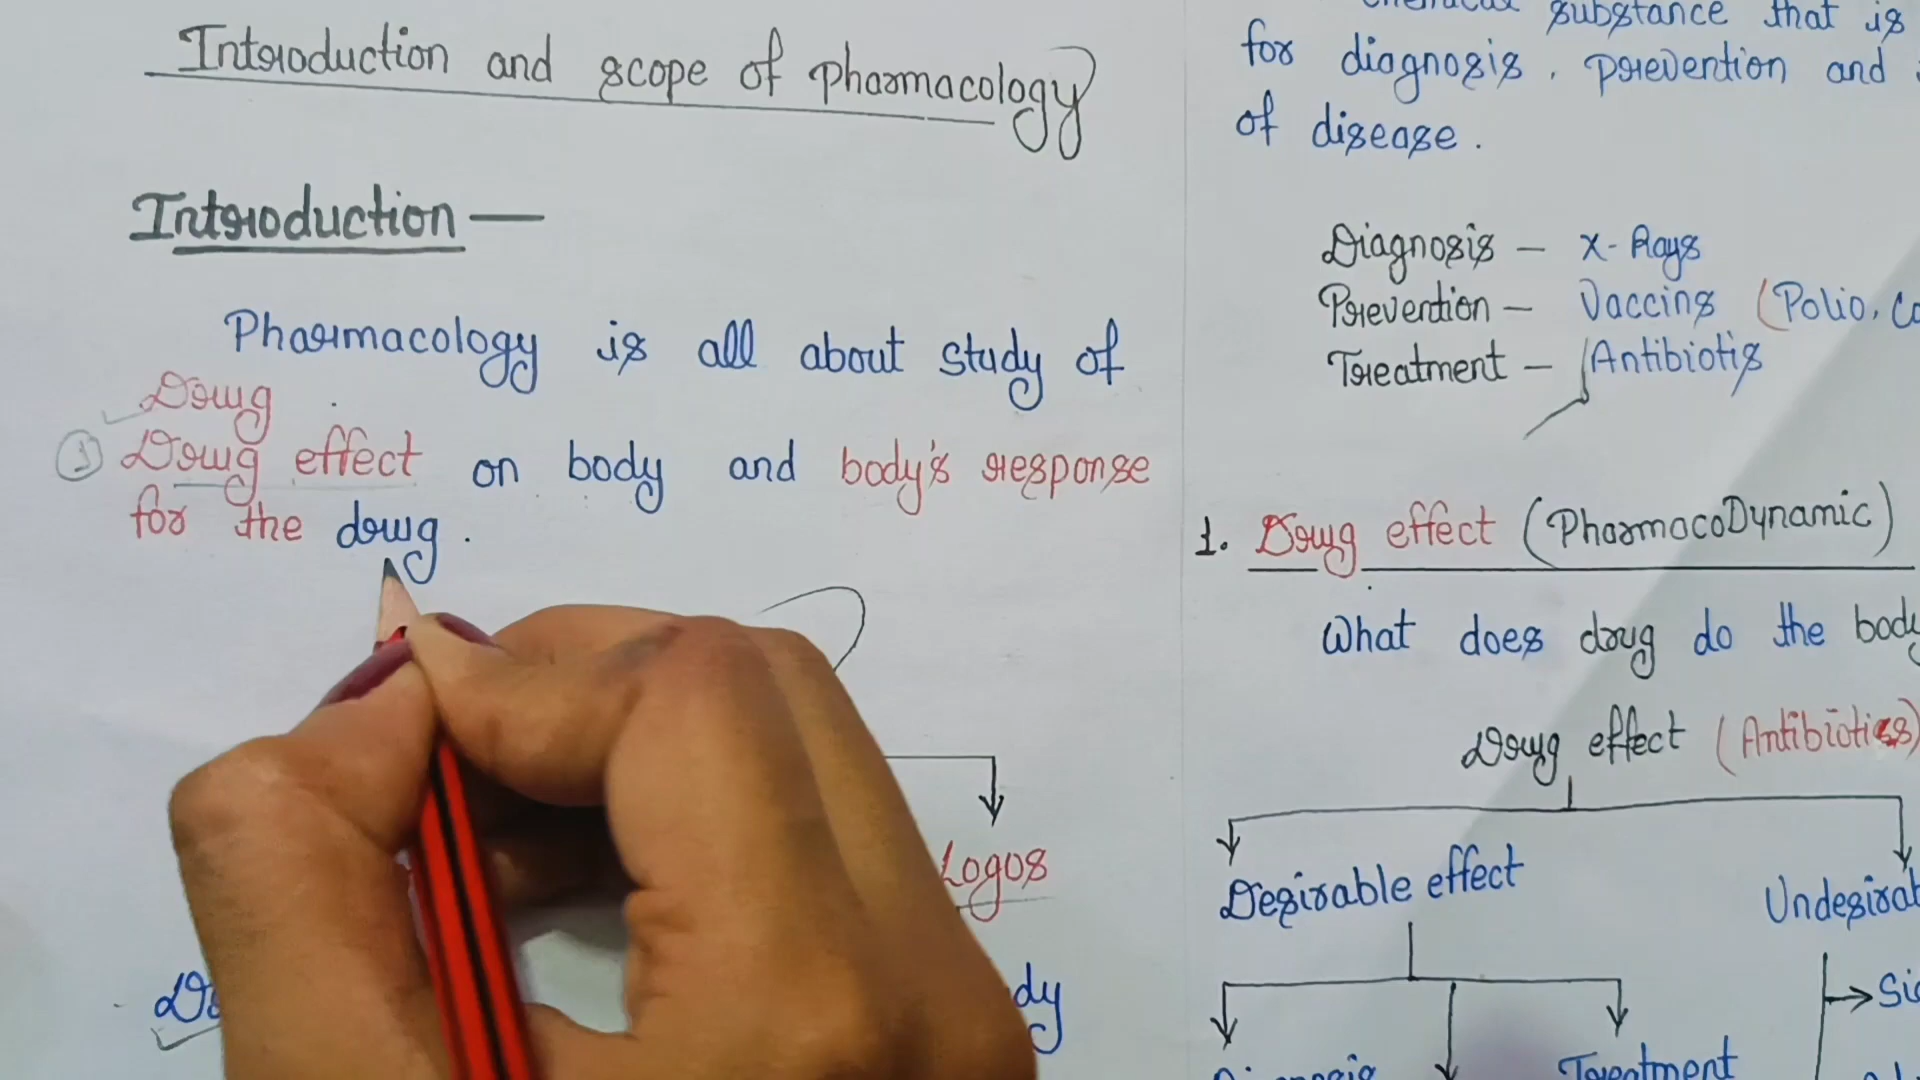 Introduction and scope of pharmacology
Introduction —
Pharmacology is all about study of
Drug
1 Drug effect on body and body's response
for the drug.
Logos
substance that is
for diagnosis, prevention and
of disease.
Diagnosis – X-Rays
Prevention – Vaccins (Polio,
Treatment – Antibiotis
1. Drug effect (PharmacoDynamic)
What does drug do the body
Drug effect (Antibiotics)
Desirable effect
Treatment